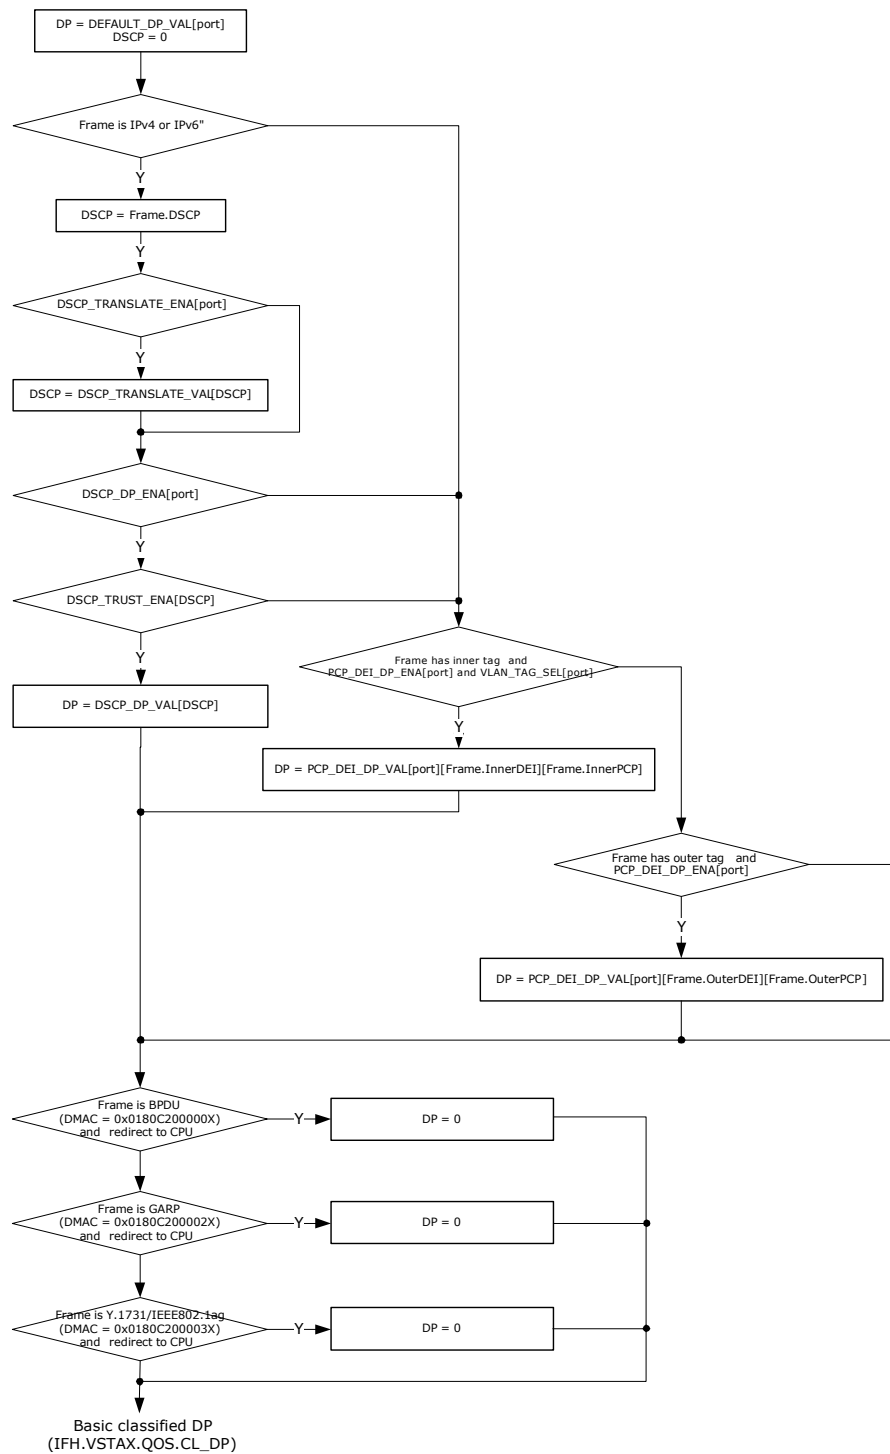 DP = DEFAULT_DP_VAL[port]
DSCP = 0
Frame is IPv4 or IPv6"
Y
DSCP = Frame.DSCP
Y
DSCP_TRANSLATE_ENA[port]
Y
DSCP = DSCP_TRANSLATE_VAL[DSCP]
DSCP_DP_ENA[port]
Y
DSCP_TRUST_ENA[DSCP]
Y
Frame has inner tag and
PCP_DEI_DP_ENA[port] and VLAN_TAG_SEL[port]
DP = DSCP_DP_VAL[DSCP]
Y
DP = PCP_DEI_DP_VAL[port][Frame.InnerDEI][Frame.InnerPCP]
Frame has outer tag and
PCP_DEI_DP_ENA[port]
Y
DP = PCP_DEI_DP_VAL[port][Frame.OuterDEI][Frame.OuterPCP]
Frame is BPDU
(DMAC = 0x0180C200000X)
and redirect to CPU
Y
DP = 0
Frame is GARP
(DMAC = 0x0180C200002X)
and redirect to CPU
Y
DP = 0
Frame is Y.1731/IEEE802.1ag
(DMAC = 0x0180C200003X)
and redirect to CPU
Y
DP = 0
Basic classified DP
(IFH.VSTAX.QOS.CL_DP)